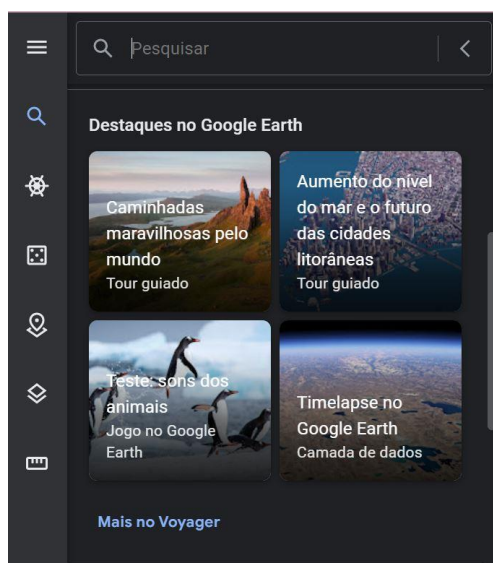 Pesquisar
Destaques no Google Earth
Caminhadas
maravilhosas pelo
mundo
Tour guiado
Aumento do nível
do mar e o futuro
das cidades
litorâneas
Tour guiado
Teste: sons dos
animais
Jogo no Google
Earth
Timelapse no
Google Earth
Camada de dados
Mais no Voyager